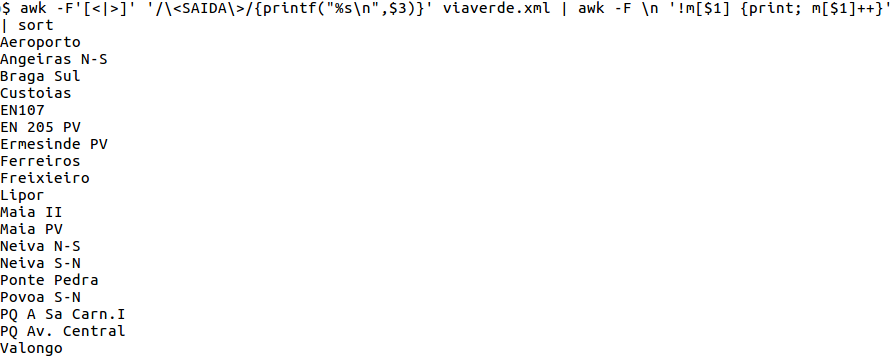 $ awk -F'[<|>]' '/\<SAIDA\>/{printf("%s\n",$3)}' viaverde.xml | awk -F \n '!m[$1] {print; m[$1]++}'
| sort
Aeroporto
Angeiras N-S
Braga Sul
Custoias
EN107
EN 205 PV
Ermesinde PV
Ferreiros
Freixieiro
Lipor
Maia II
Maia PV
Neiva N-S
Neiva S-N
Ponte Pedra
Povoa S-N
PQ A Sa Carn.I
PQ Av. Central
Valongo